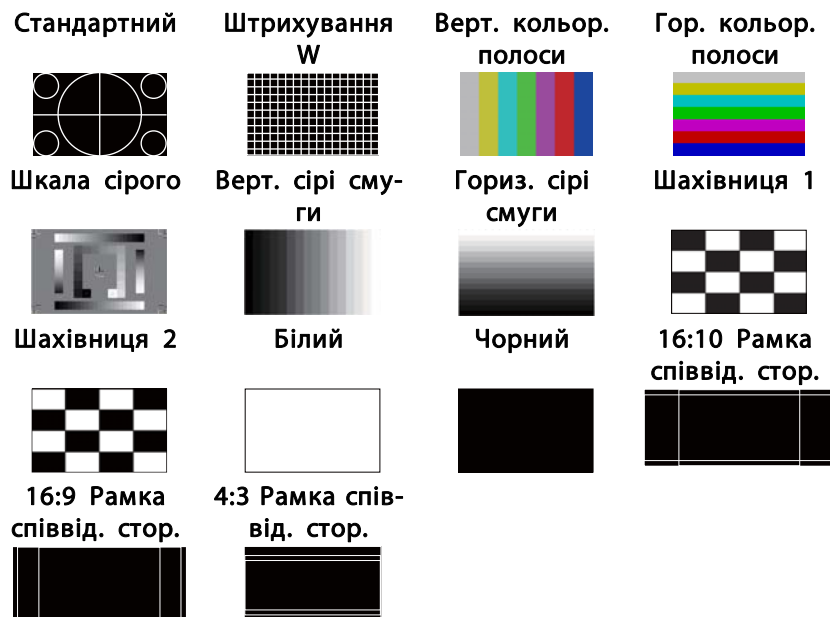 Стандартний
Штрихування
W
Верт. кольор.
полоси
Гор. кольор.
полоси
Шкала сірого
Верт. сірі сму-
ги
Гориз. сірі
смуги
Шахівниця 1
Шахівниця 2
Білий
Чорний
16:10 Рамка
співвід. стор.
16:9 Рамка
співвід. стор.
4:3 Рамка спів-
від. стор.